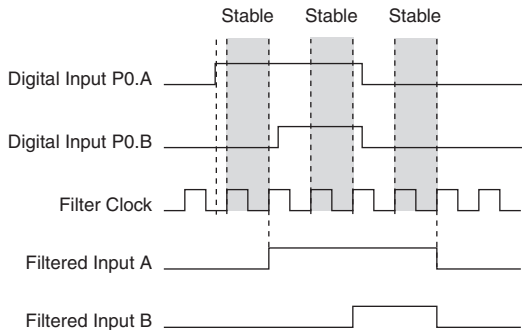 Stable Stable Stable
Digital Input P0.A
Digital Input P0.B
Filter Clock
Filtered Input A
Filtered Input B